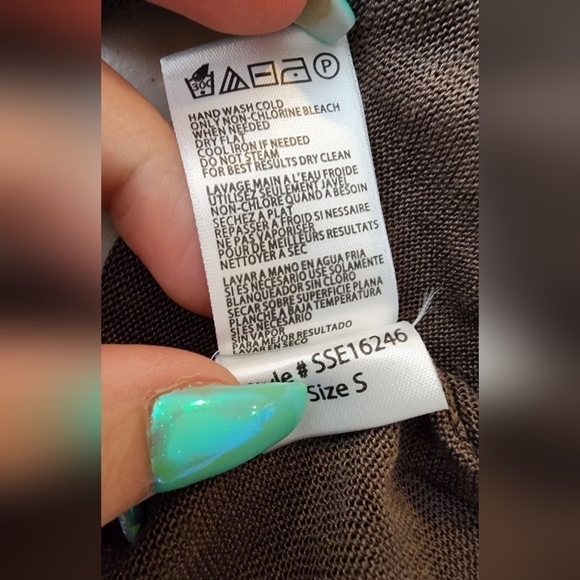 30C
P
HAND WASH COLD
ONLY NON-CHLORINE BLEACH
WHEN NEEDED
DRY FLAT
COOL IRON IF NEEDED
DO NOT STEAM
FOR BEST RESULTS DRY CLEAN
LAVAGE MAIN A L'EAU FROIDE
UTILISEZ SEULEMENT JAVEL
NON-CHLORE QUAND A BESOIN
SECHEZ A PLAT
REPASSER A FROID SI NESSAIRE
NE PAS VAPORISER
POUR DE MEILLEURS RESULTATS
NETTOYER A SEC
LAVAR A MANO EN AGUA FRIA
SI ES NECESARIO USE SOLAMENTE
BLANQUEADOR SIN CLORO
SECAR SOBRE SUPERFICIE PLANA
PLANCHE A BAJA TEMPERATURA
SI ES NECESARIO
SIN VAPOR
PARA MEJOR RESULTADO
LAVAR EN SECO
# SSE16246
Size S